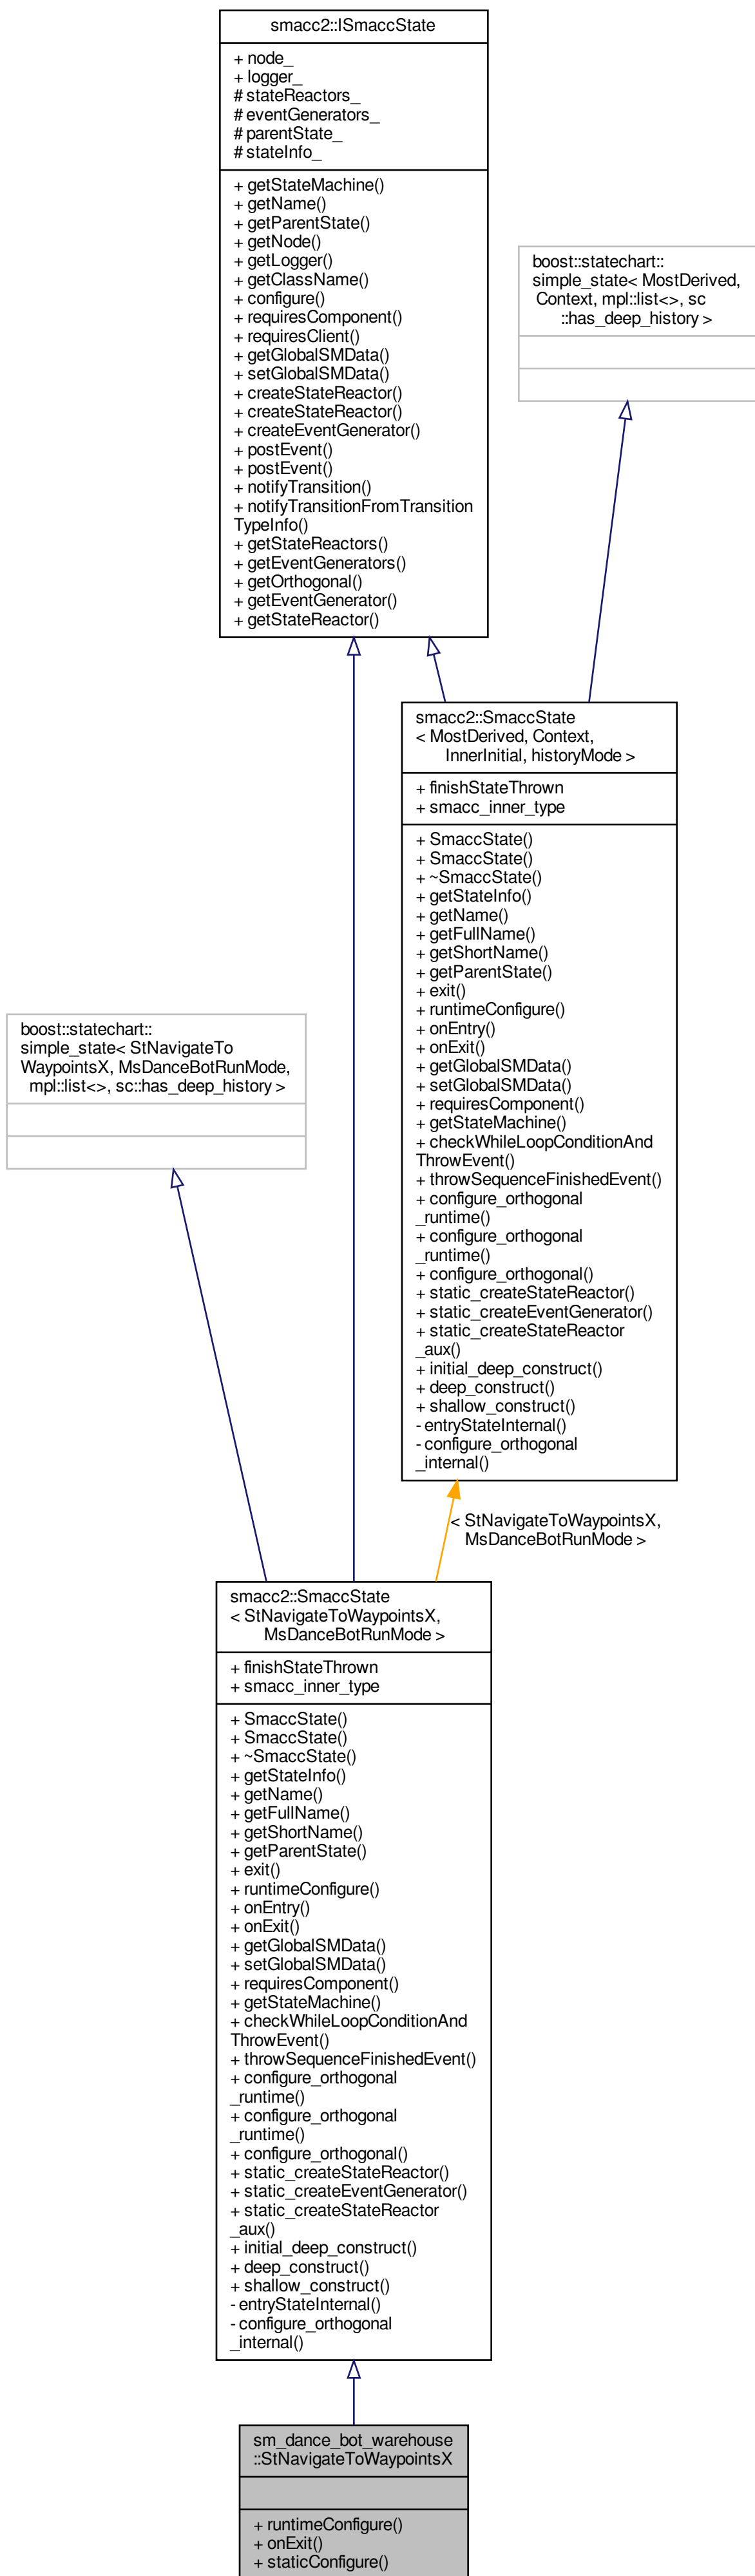 smacc2::ISmaccState
+ node_
+ logger_
# stateReactors_
# eventGenerators_
# parentState_
# stateInfo_
+ getStateMachine()
+ getName()
+ getParentState()
+ getNode()
+ getLogger()
+ getClassName()
+ configure()
+ requiresComponent()
+ requiresClient()
+ getGlobalSMData()
+ setGlobalSMData()
+ createStateReactor()
+ createStateReactor()
+ createEventGenerator()
+ postEvent()
+ postEvent()
+ notifyTransition()
+ notifyTransitionFromTransition
TypeInfo()
+ getStateReactors()
+ getEventGenerators()
+ getOrthogonal()
+ getEventGenerator()
+ getStateReactor()
boost::statechart::
simple_state< MostDerived,
Context, mpl::list<>, sc
::has_deep_history >
smacc2::SmaccState
< MostDerived, Context,
InnerInitial, historyMode >
+ finishStateThrown
+ smacc_inner_type
+ SmaccState()
+ SmaccState()
+ ~SmaccState()
+ getStateInfo()
+ getName()
+ getFullName()
+ getShortName()
+ getParentState()
+ exit()
+ runtimeConfigure()
+ onEntry()
+ onExit()
+ getGlobalSMData()
+ setGlobalSMData()
+ requiresComponent()
+ getStateMachine()
+ checkWhileLoopConditionAnd
ThrowEvent()
+ throwSequenceFinishedEvent()
+ configure_orthogonal
_runtime()
+ configure_orthogonal
_runtime()
+ configure_orthogonal()
+ static_createStateReactor()
+ static_createEventGenerator()
+ static_createStateReactor
_aux()
+ initial_deep_construct()
+ deep_construct()
+ shallow_construct()
- entryStateInternal()
- configure_orthogonal
_internal()
boost::statechart::
simple_state< StNavigateTo
WaypointsX, MsDanceBotRunMode,
mpl::list<>, sc::has_deep_history >
< StNavigateToWaypointsX,
MsDanceBotRunMode >
smacc2::SmaccState
< StNavigateToWaypointsX,
MsDanceBotRunMode >
+ finishStateThrown
+ smacc_inner_type
+ SmaccState()
+ SmaccState()
+ ~SmaccState()
+ getStateInfo()
+ getName()
+ getFullName()
+ getShortName()
+ getParentState()
+ exit()
+ runtimeConfigure()
+ onEntry()
+ onExit()
+ getGlobalSMData()
+ setGlobalSMData()
+ requiresComponent()
+ getStateMachine()
+ checkWhileLoopConditionAnd
ThrowEvent()
+ throwSequenceFinishedEvent()
+ configure_orthogonal
_runtime()
+ configure_orthogonal
_runtime()
+ configure_orthogonal()
+ static_createStateReactor()
+ static_createEventGenerator()
+ static_createStateReactor
_aux()
+ initial_deep_construct()
+ deep_construct()
+ shallow_construct()
- entryStateInternal()
- configure_orthogonal
_internal()
sm_dance_bot_warehouse
::StNavigateToWaypointsX
+ runtimeConfigure()
+ onExit()
+ staticConfigure()